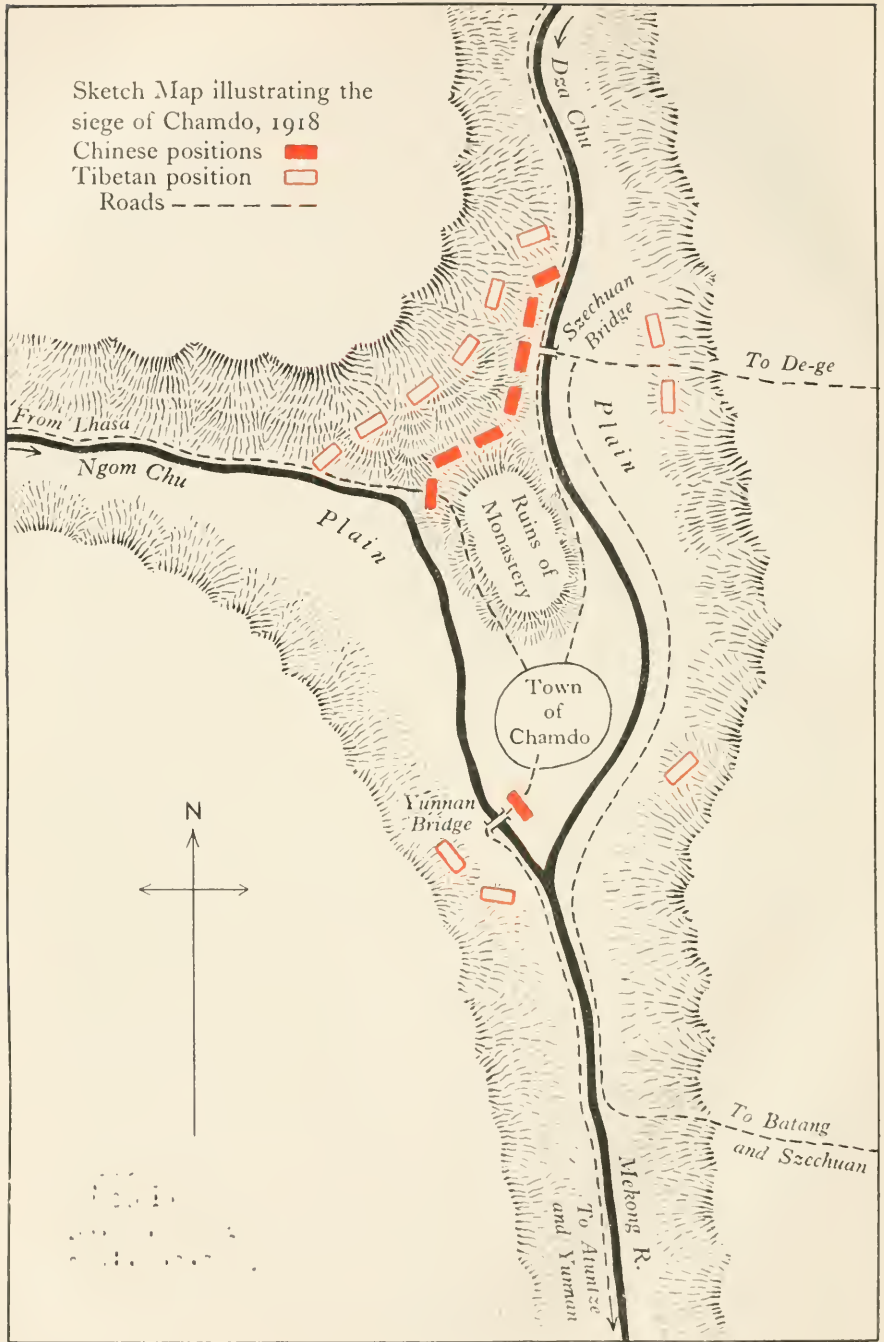 Sketch Map illustrating the
siege of Chamdo, 1918
Chinese positions
Tibetan position
Roads
Dza Chu
Szechuan
Bridge
To De-ge
From Lhasa
Ngom Chu
Plain
Plain
Ruins of
Monastery
Town
of
Chamdo
Yunnan
Bridge
N
To Batang
and Szechuan
Mekong R.
To Atuntze
and Yunnan